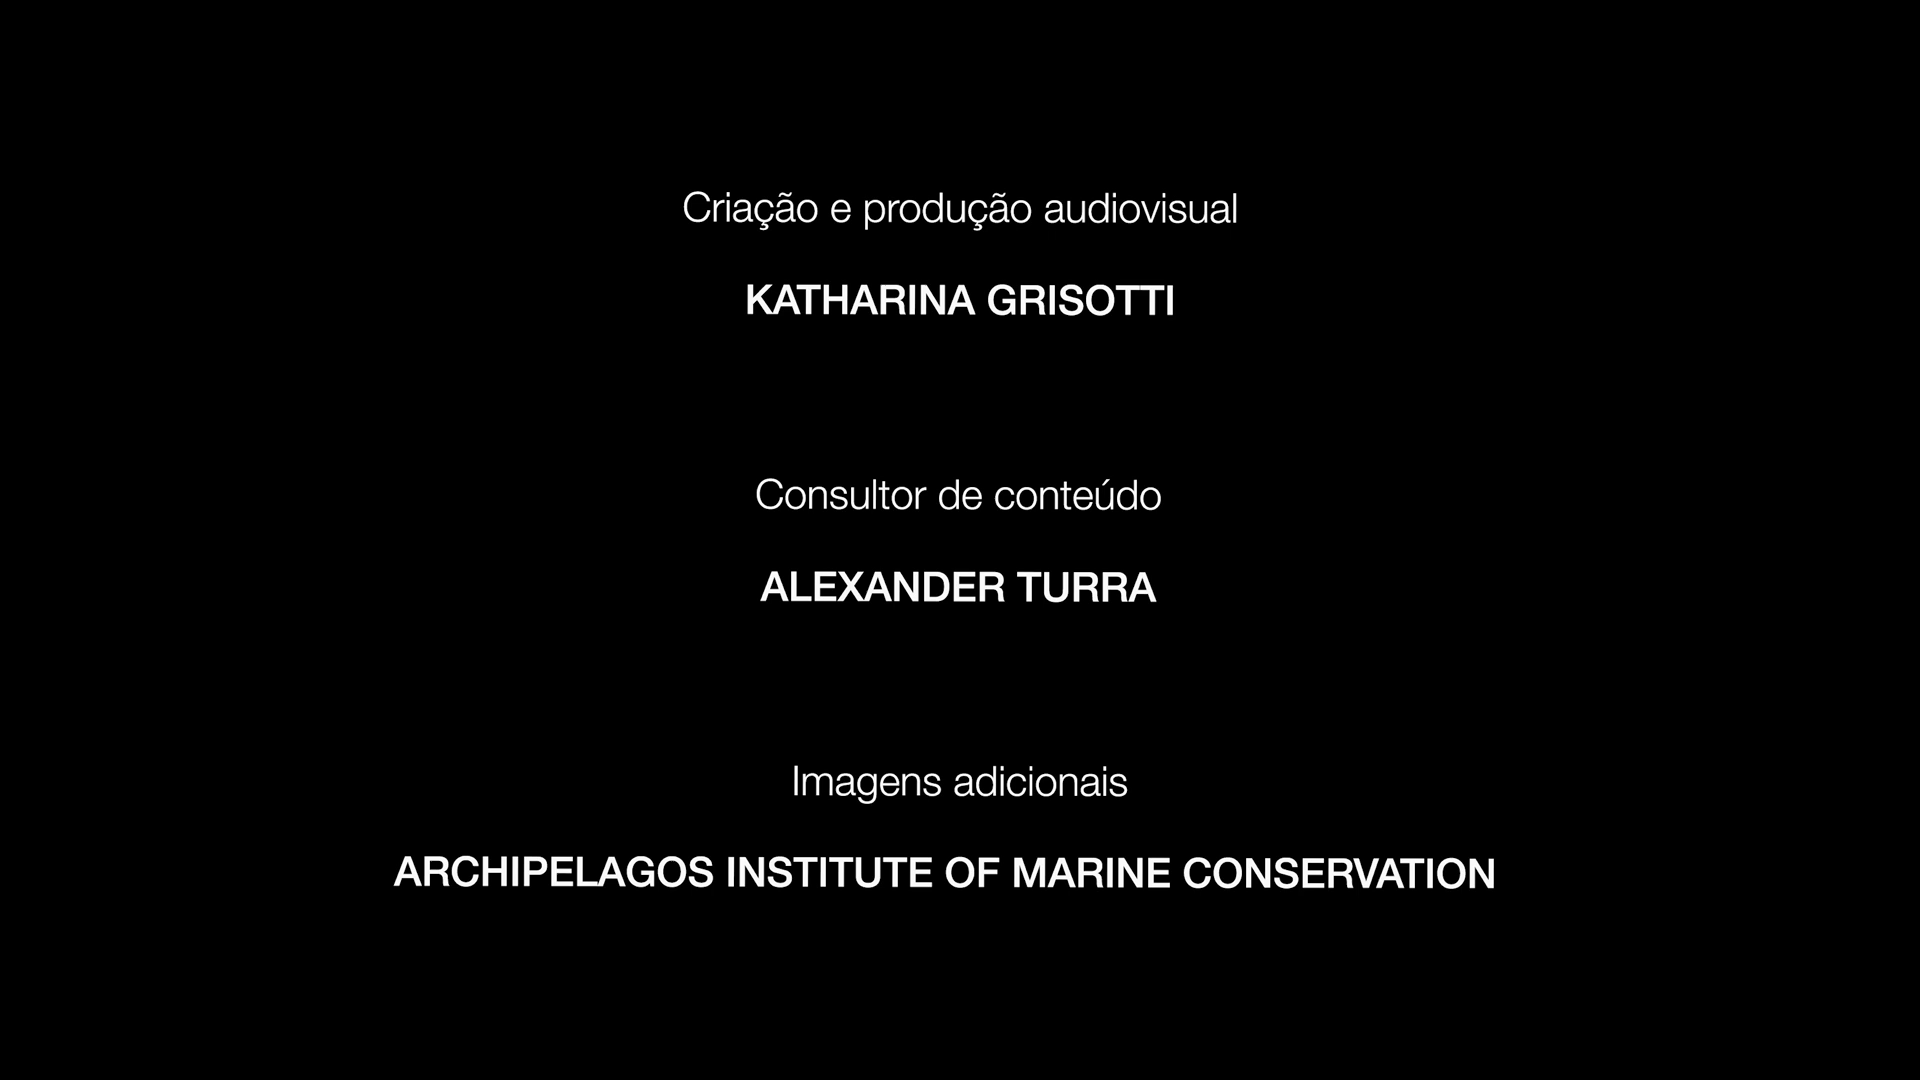 Criação e produção audiovisual
KATHARINA GRISOTTI
Consultor de conteúdo
ALEXANDER TURRA
Imagens adicionais
ARCHIPELAGOS INSTITUTE OF MARINE CONSERVATION